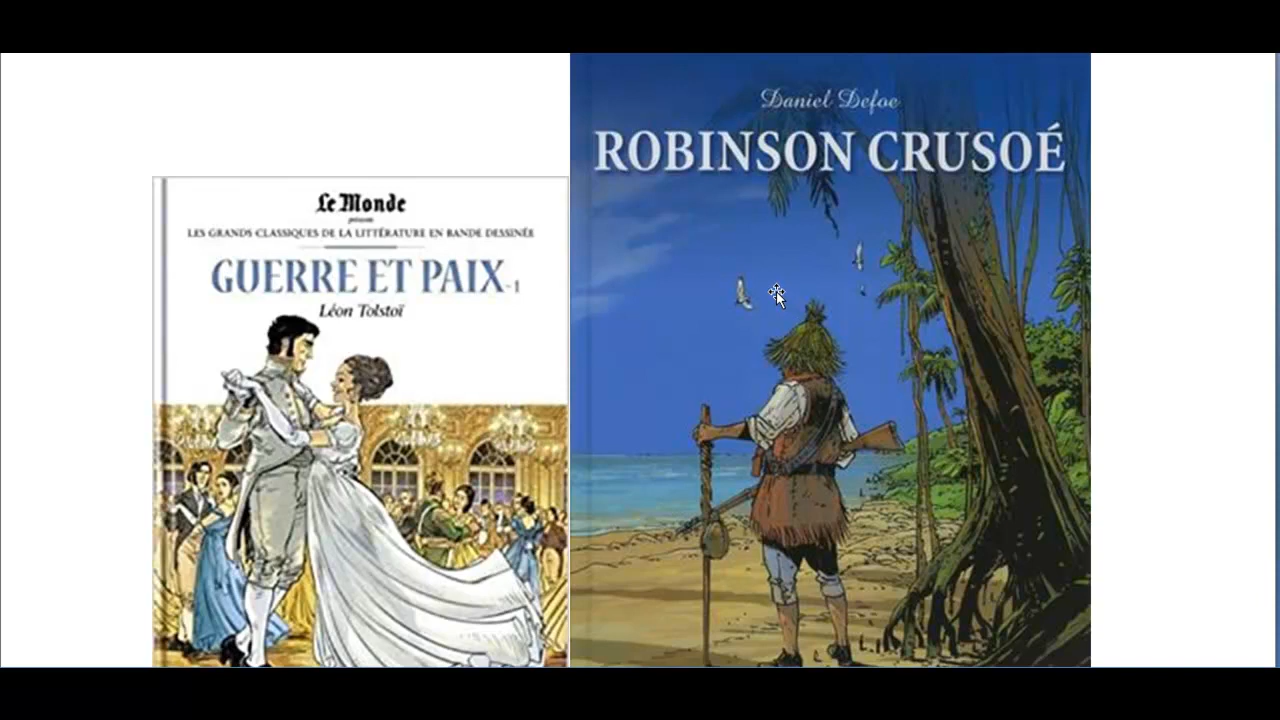 Le Monde
présente
LES GRANDS CLASSIQUES DE LA LITTÉRATURE EN BANDE DESSINÉE
GUERRE ET PAIX - 1
Léon Tolstoï
Daniel Defoe
ROBINSON CRUSOÉ